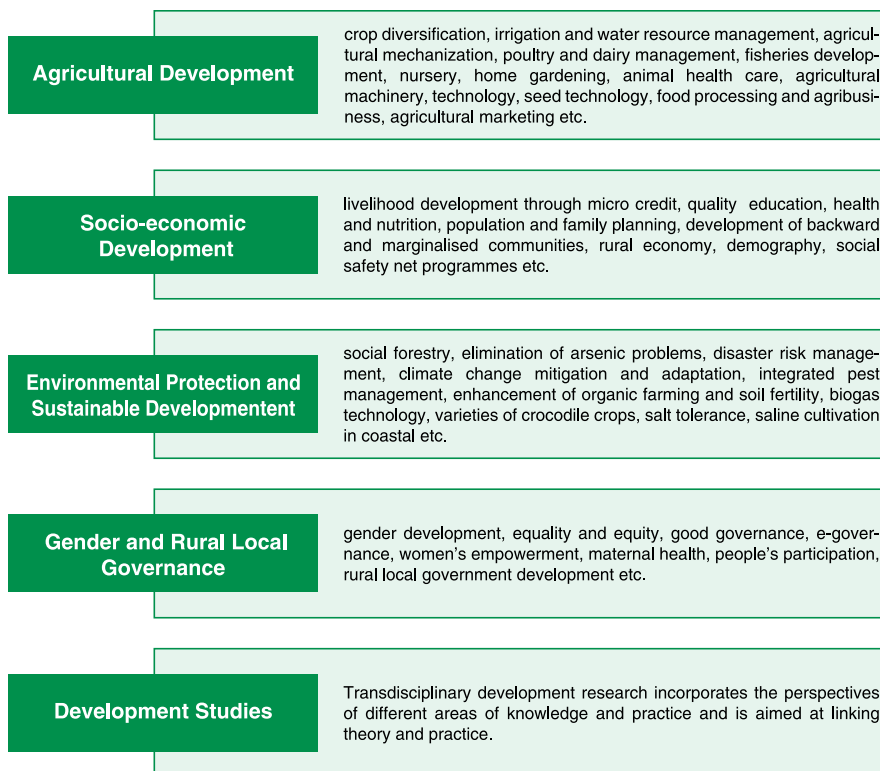 Agricultural Development
crop diversification, irrigation and water resource management, agricul-
tural mechanization, poultry and dairy management, fisheries develop-
ment, nursery, home gardening, animal health care, agricultural
machinery, technology, seed technology, food processing and agribusi-
ness, agricultural marketing etc.
Socio-economic
Development
livelihood development through micro credit, quality education, health
and nutrition, population and family planning, development of backward
and marginalised communities, rural economy, demography, social
safety net programmes etc.
Environmental Protection and
Sustainable Developmentent
social forestry, elimination of arsenic problems, disaster risk manage-
ment, climate change mitigation and adaptation, integrated pest
management, enhancement of organic farming and soil fertility, biogas
technology, varieties of crocodile crops, salt tolerance, saline cultivation
in coastal etc.
Gender and Rural Local
Governance
gender development, equality and equity, good governance, e-gover-
nance, women’s empowerment, maternal health, people’s participation,
rural local government development etc.
Development Studies
Transdisciplinary development research incorporates the perspectives
of different areas of knowledge and practice and is aimed at linking
theory and practice.